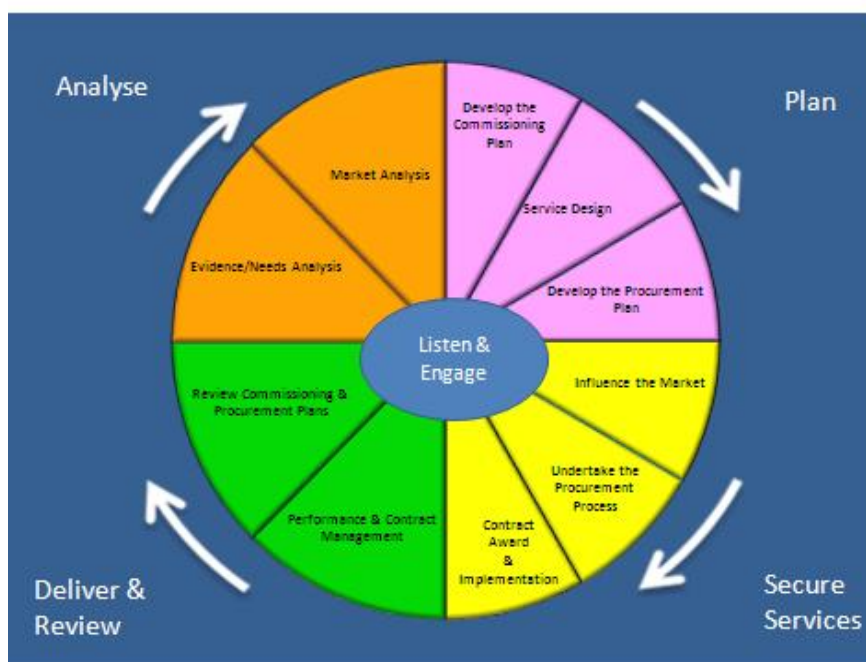 Analyse
Plan
Develop the
Commissioning
Plan
Market Analysis
Service Design
Evidence/Needs Analysis
Develop the Procurement
Plan
Listen &
Engage
Influence the Market
Review Commissioning &
Procurement Plans
Undertake the
Procurement
Process
Performance & Contract
Management
Contract
Award
&
Implementation
Deliver &
Review
Secure
Services